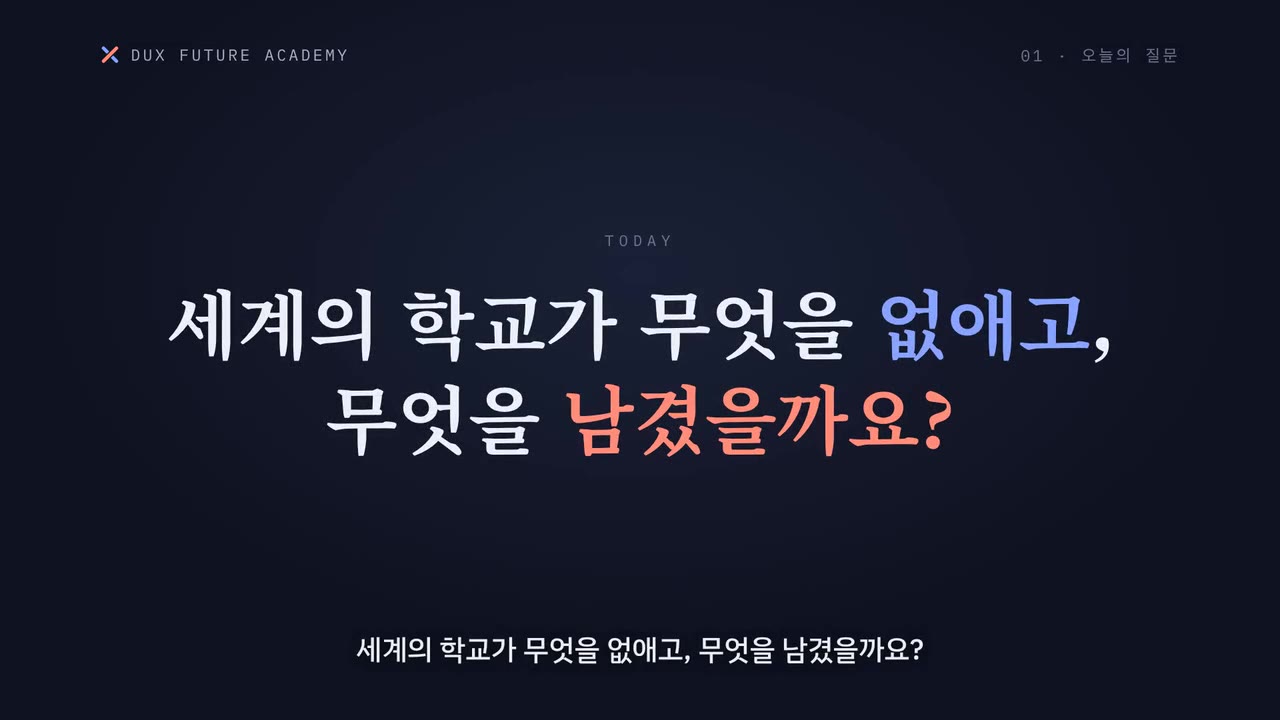 DUX FUTURE ACADEMY
01 · 오늘의 질문
TODAY
세계의 학교가 무엇을 없애고,
무엇을 남겼을까요?
세계의 학교가 무엇을 없애고, 무엇을 남겼을까요?